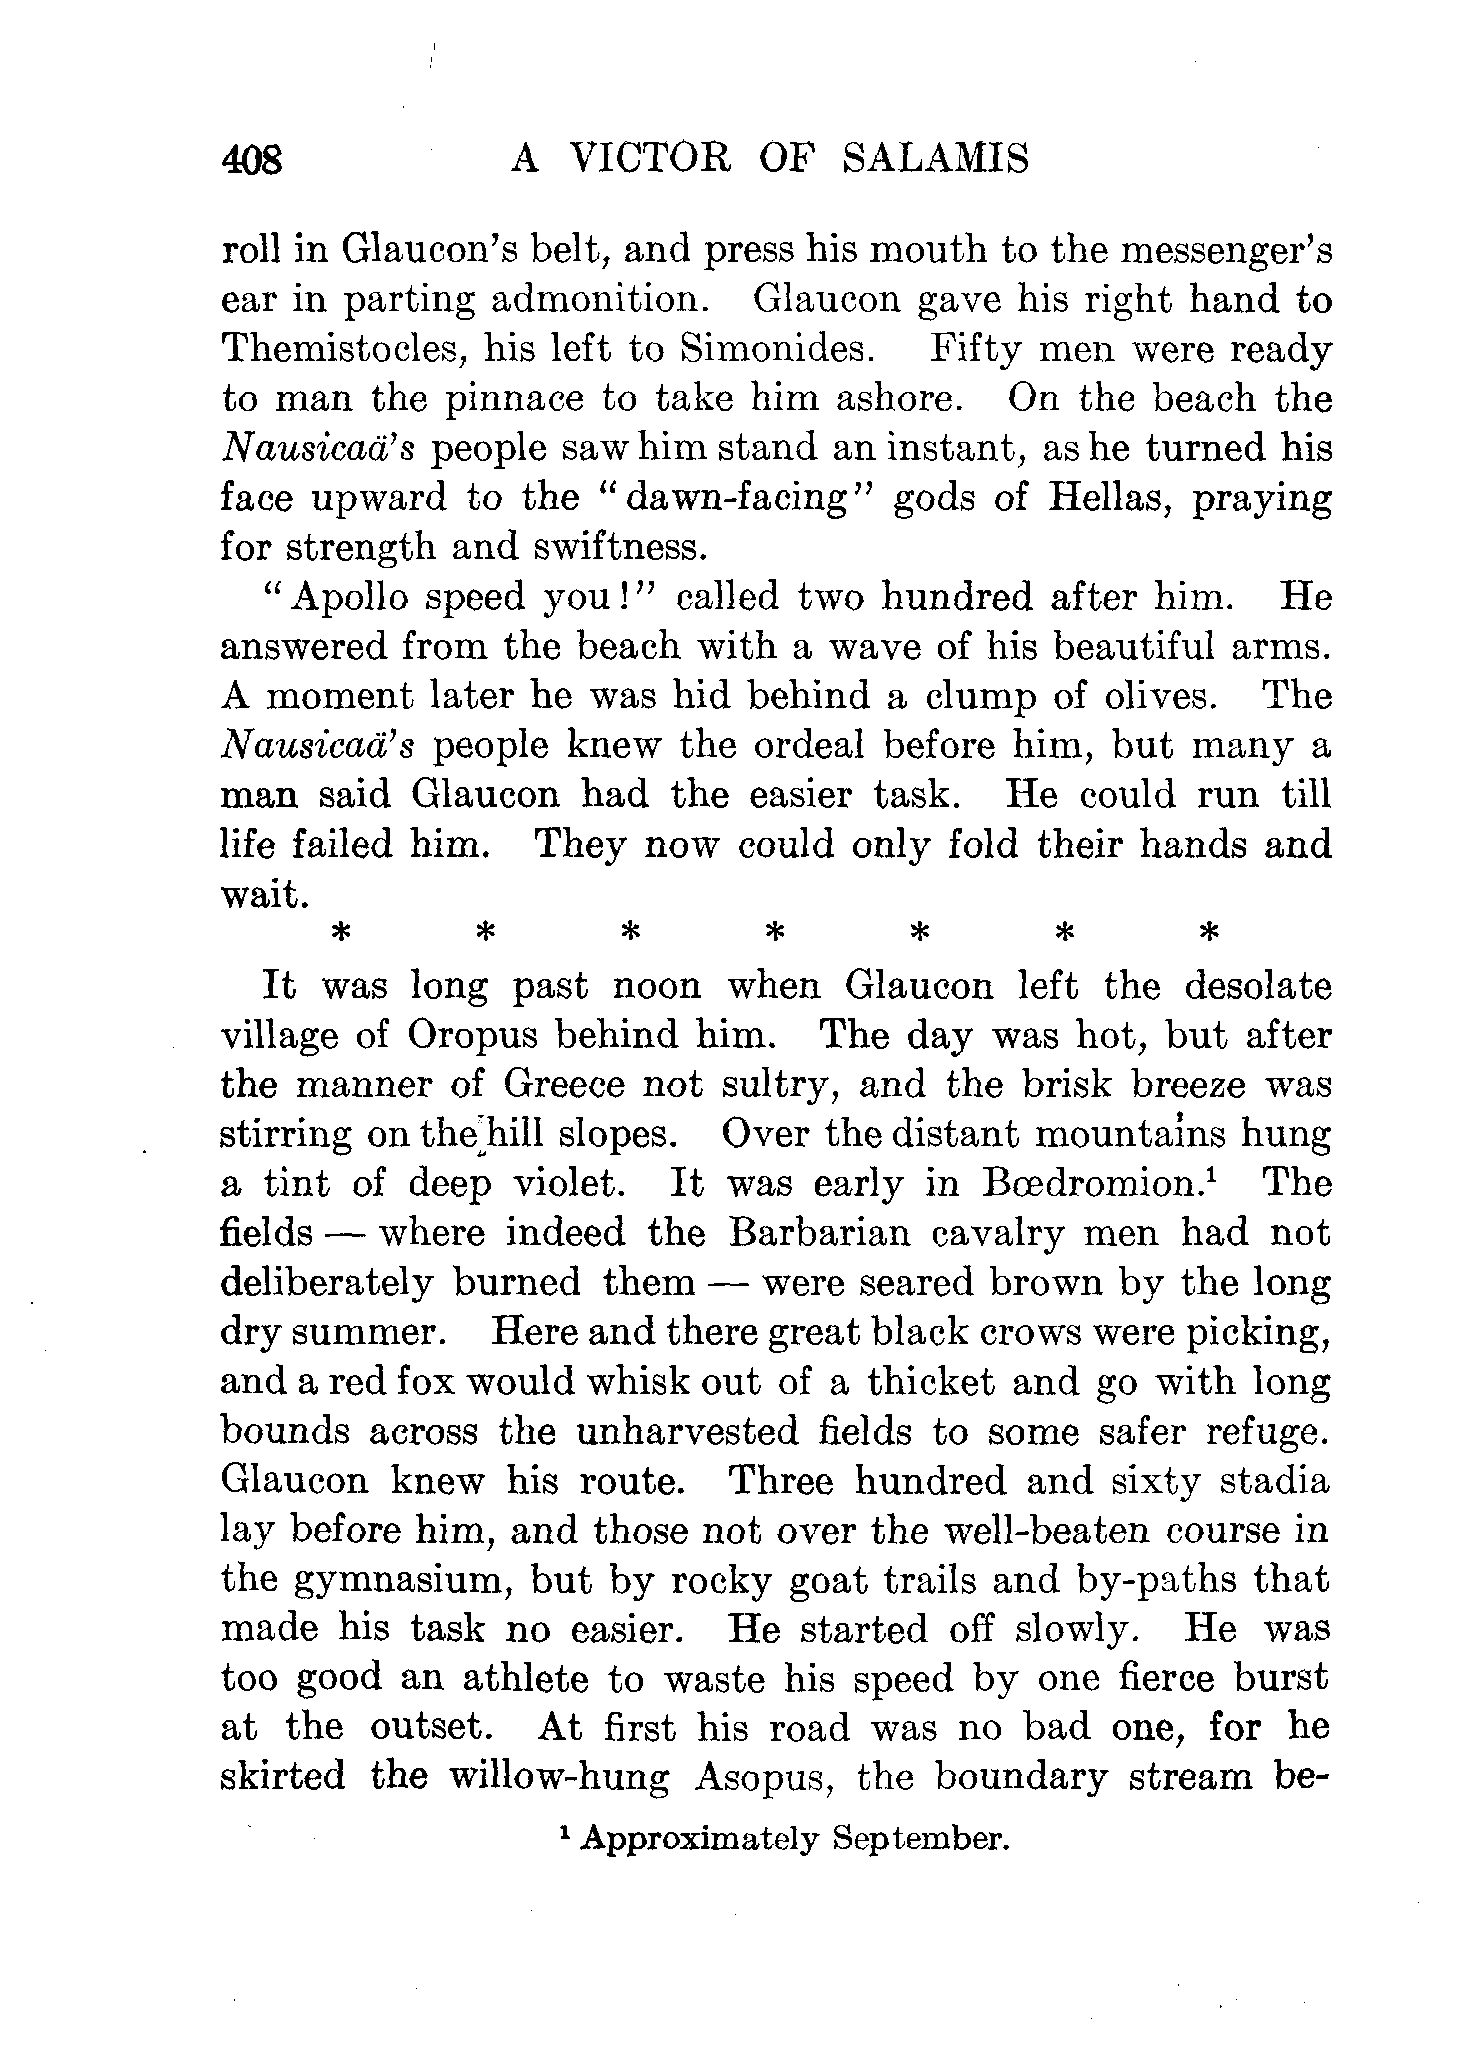 408 A VICTOR OF SALAMIS
roll in Glaucon's belt, and press his mouth to the messenger's
ear in parting admonition. Glaucon gave his right hand to
Themistocles, his left to Simonides. Fifty men were ready
to man the pinnace to take him ashore. On the beach the
Nausicaä's people saw him stand an instant, as he turned his
face upward to the “dawn-facing” gods of Hellas, praying
for strength and swiftness.
“Apollo speed you!” called two hundred after him. He
answered from the beach with a wave of his beautiful arms.
A moment later he was hid behind a clump of olives. The
Nausicaä's people knew the ordeal before him, but many a
man said Glaucon had the easier task. He could run till
life failed him. They now could only fold their hands and
wait.
* * * * * * *
It was long past noon when Glaucon left the desolate
village of Oropus behind him. The day was hot, but after
the manner of Greece not sultry, and the brisk breeze was
stirring on the hill slopes. Over the distant mountains hung
a tint of deep violet. It was early in Bœdromion.¹ The
fields — where indeed the Barbarian cavalry men had not
deliberately burned them — were seared brown by the long
dry summer. Here and there great black crows were picking,
and a red fox would whisk out of a thicket and go with long
bounds across the unharvested fields to some safer refuge.
Glaucon knew his route. Three hundred and sixty stadia
lay before him, and those not over the well-beaten course in
the gymnasium, but by rocky goat trails and by-paths that
made his task no easier. He started off slowly. He was
too good an athlete to waste his speed by one fierce burst
at the outset. At first his road was no bad one, for he
skirted the willow-hung Asopus, the boundary stream be-
¹ Approximately September.